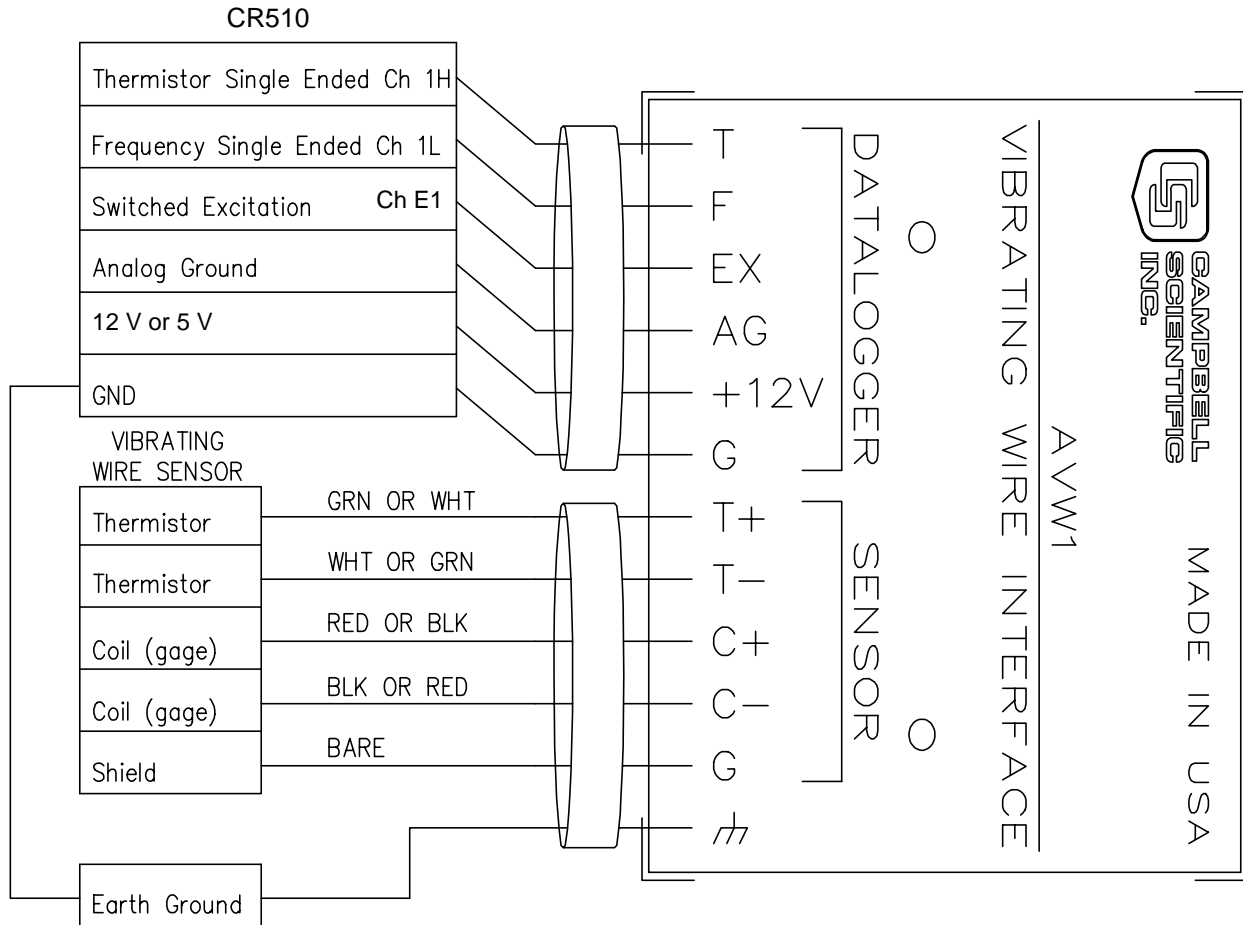 CR510
Thermistor Single Ended Ch 1H
Frequency Single Ended Ch 1L
Switched Excitation Ch E1
Analog Ground
12 V or 5 V
GND
VIBRATING
WIRE SENSOR
Thermistor
Thermistor
Coil (gage)
Coil (gage)
Shield
Earth Ground
GRN OR WHT
WHT OR GRN
RED OR BLK
BLK OR RED
BARE
T
F
EX
AG
+12V
G
T+
T−
C+
C−
G
DATALOGGER
SENSOR
VIBRATING WIRE INTERFACE
AVW1
CAMPBELL
SCIENTIFIC
INC.
MADE IN USA